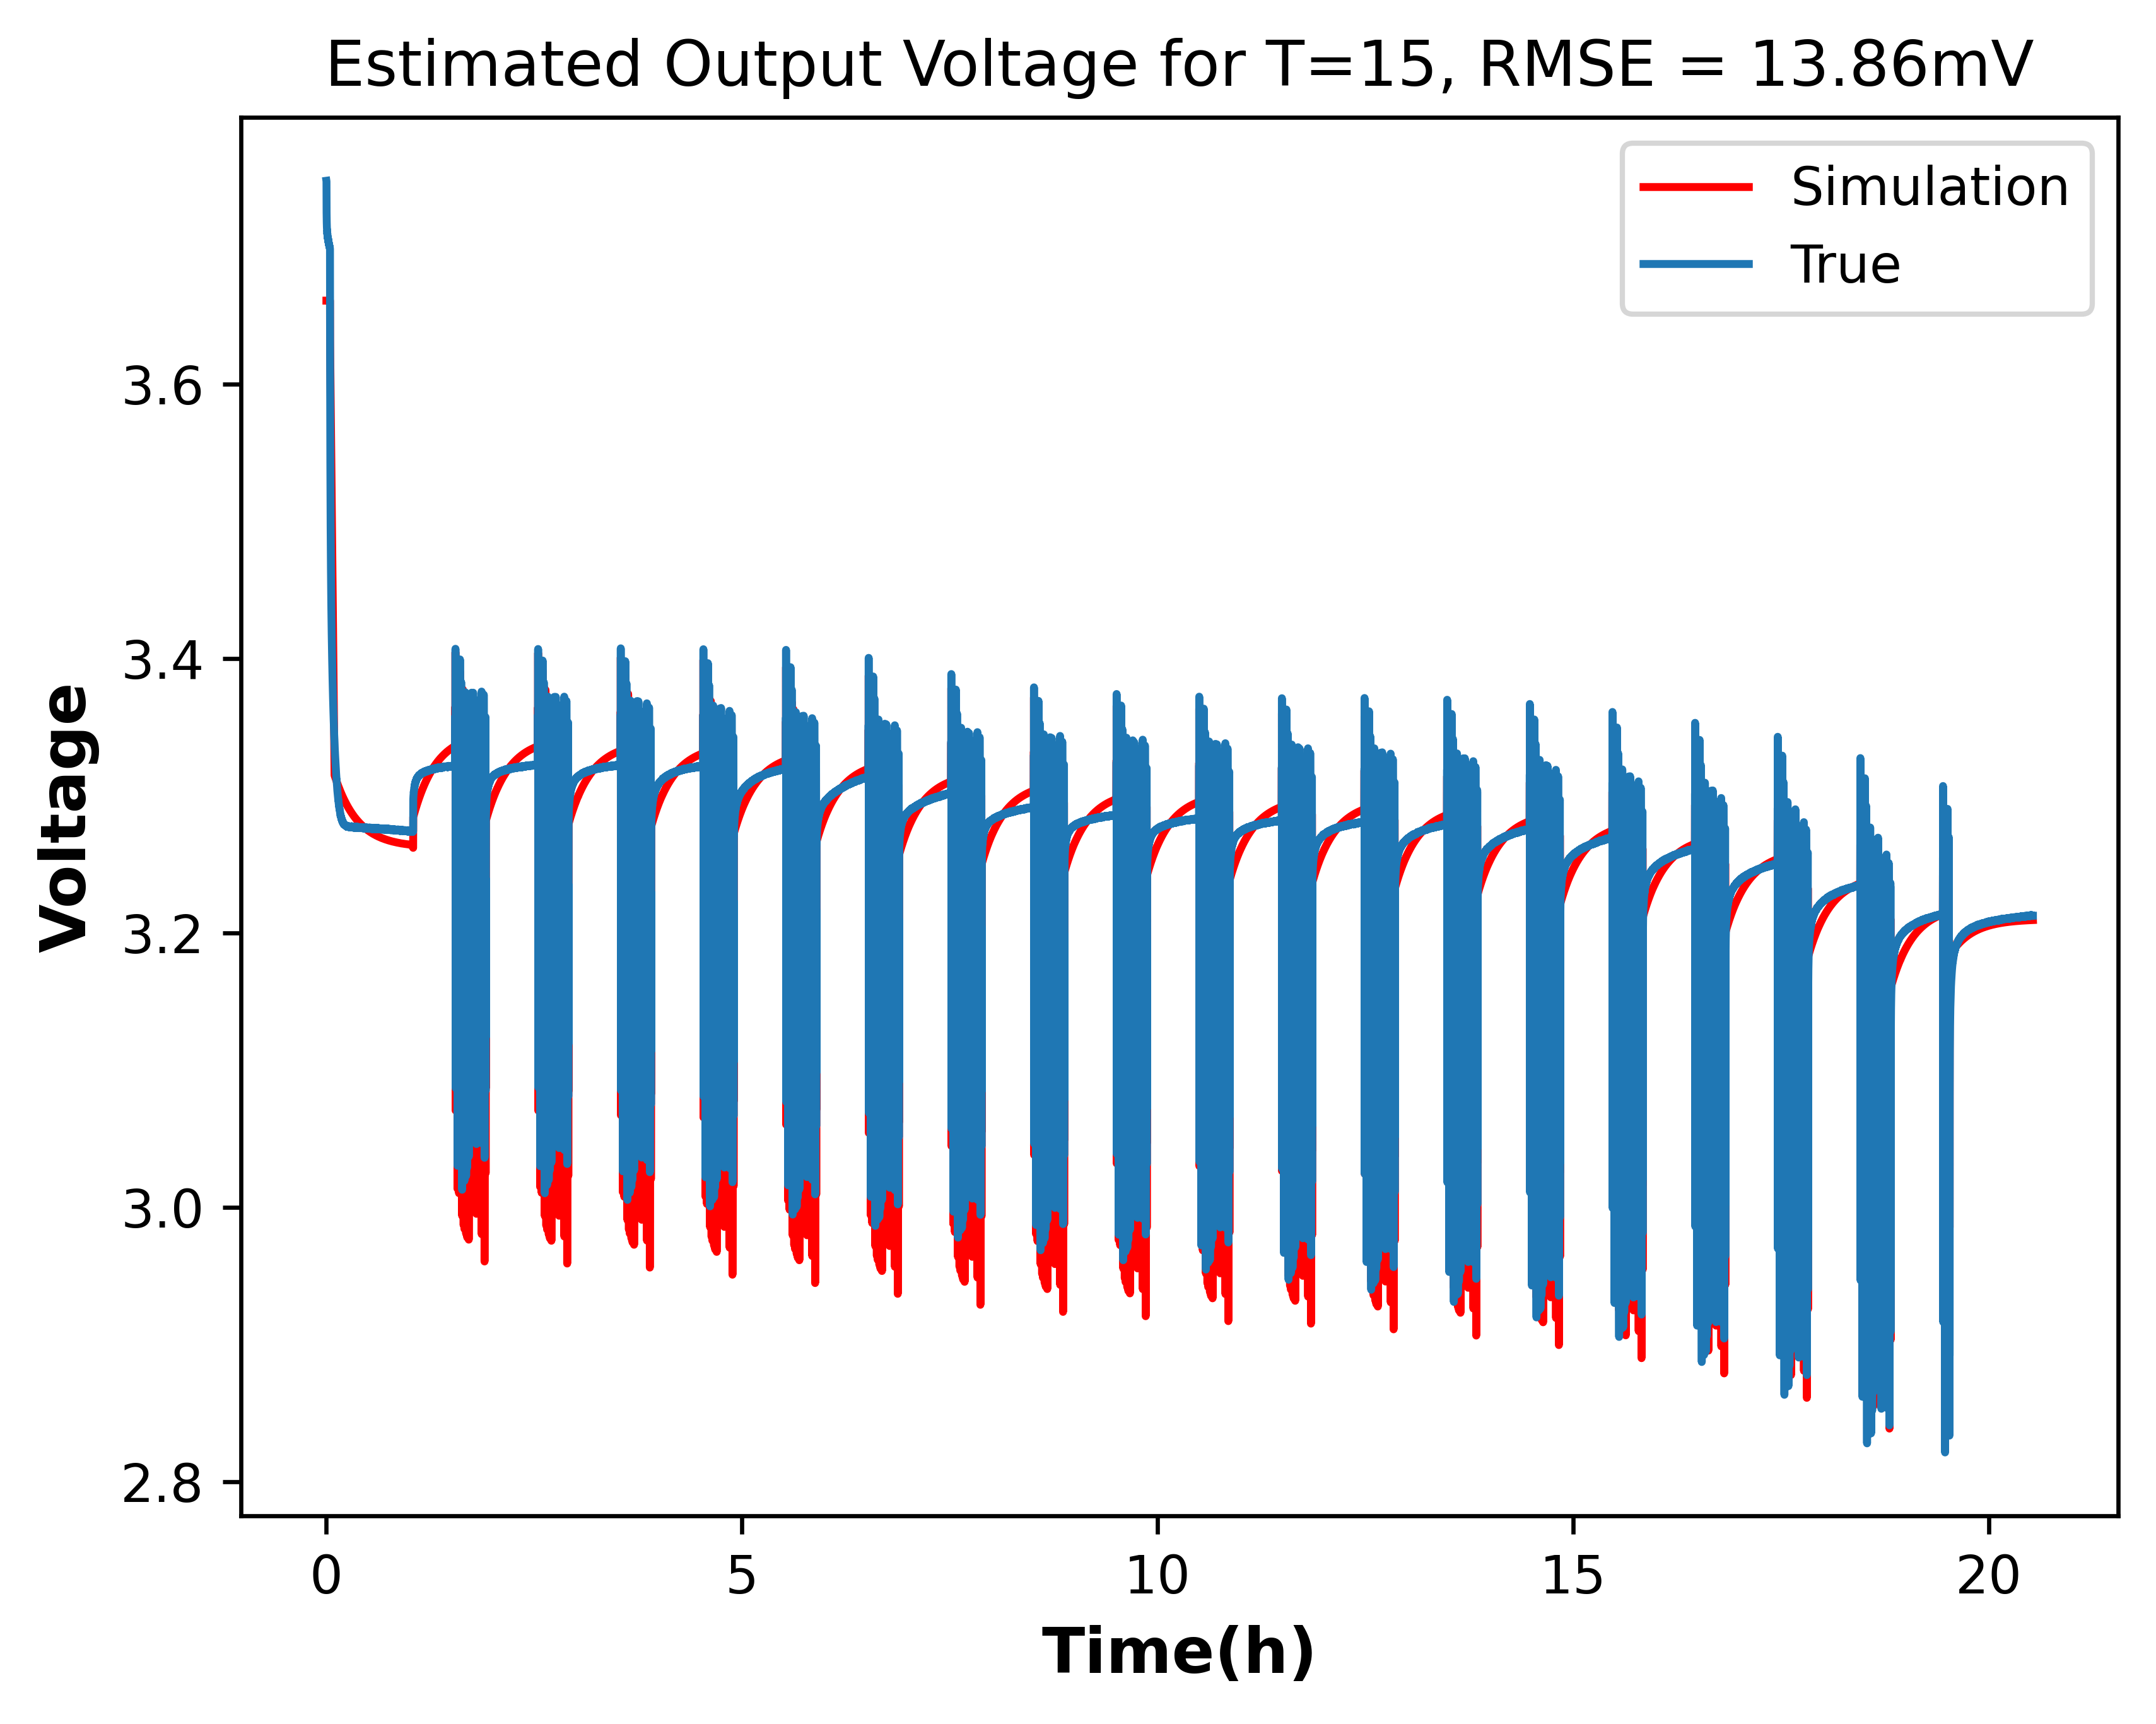 Estimated Output Voltage for T=15, RMSE = 13.86mV
Simulation
True
Voltage
3.6
3.4
3.2
3.0
2.8
0 5 10 15 20
Time(h)